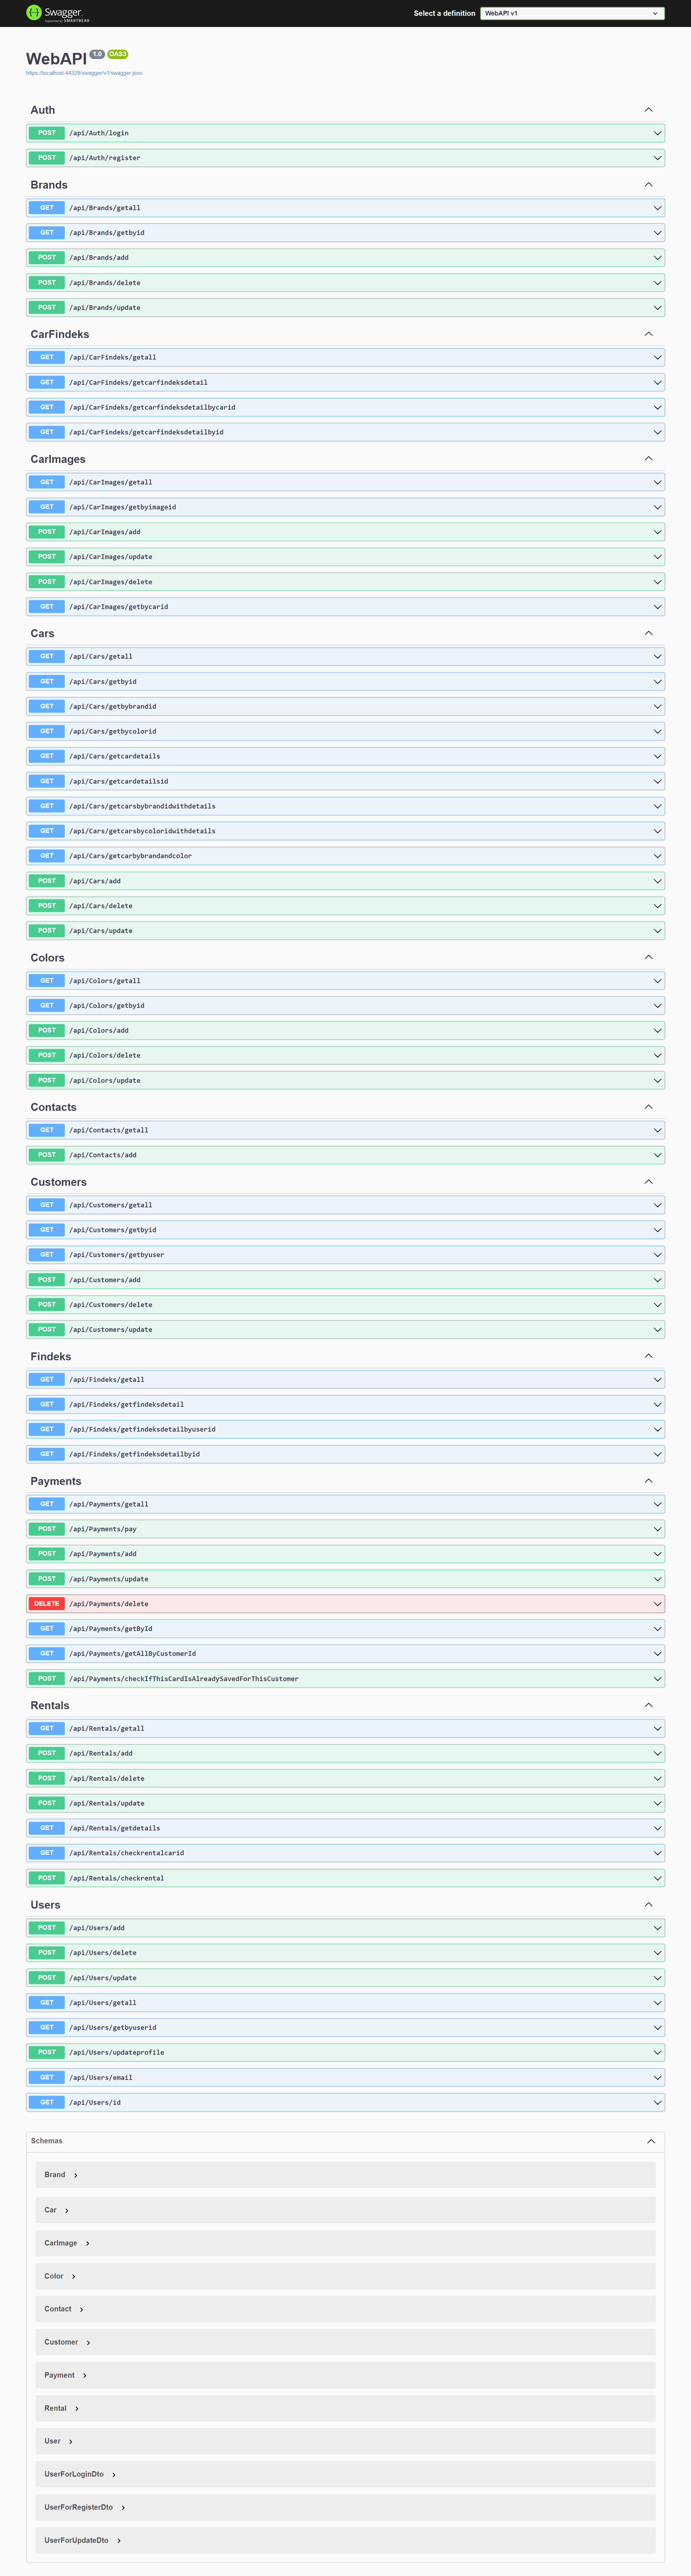 Swagger
Supported by SMARTBEAR
Select a definition
WebAPI v1
WebAPI 1.0 OAS3
https://localhost:44329/swagger/v1/swagger.json
Auth
POST /api/Auth/login
POST /api/Auth/register
Brands
GET /api/Brands/getall
GET /api/Brands/getbyid
POST /api/Brands/add
POST /api/Brands/delete
POST /api/Brands/update
CarFindeks
GET /api/CarFindeks/getall
GET /api/CarFindeks/getcarfindeksdetail
GET /api/CarFindeks/getcarfindeksdetailbycarid
GET /api/CarFindeks/getcarfindeksdetailbyid
CarImages
GET /api/CarImages/getall
GET /api/CarImages/getbyimageid
POST /api/CarImages/add
POST /api/CarImages/update
POST /api/CarImages/delete
GET /api/CarImages/getbycarid
Cars
GET /api/Cars/getall
GET /api/Cars/getbyid
GET /api/Cars/getbybrandid
GET /api/Cars/getbycolorid
GET /api/Cars/getcardetails
GET /api/Cars/getcardetailsid
GET /api/Cars/getcarsbybrandidwithdetails
GET /api/Cars/getcarsbycoloridwithdetails
GET /api/Cars/getcarbybrandandcolor
POST /api/Cars/add
POST /api/Cars/delete
POST /api/Cars/update
Colors
GET /api/Colors/getall
GET /api/Colors/getbyid
POST /api/Colors/add
POST /api/Colors/delete
POST /api/Colors/update
Contacts
GET /api/Contacts/getall
POST /api/Contacts/add
Customers
GET /api/Customers/getall
GET /api/Customers/getbyid
GET /api/Customers/getbyuser
POST /api/Customers/add
POST /api/Customers/delete
POST /api/Customers/update
Findeks
GET /api/Findeks/getall
GET /api/Findeks/getfindeksdetail
GET /api/Findeks/getfindeksdetailbyuserid
GET /api/Findeks/getfindeksdetailbyid
Payments
GET /api/Payments/getall
POST /api/Payments/pay
POST /api/Payments/add
POST /api/Payments/update
DELETE /api/Payments/delete
GET /api/Payments/getById
GET /api/Payments/getAllByCustomerId
POST /api/Payments/checkIfThisCardIsAlreadySavedForThisCustomer
Rentals
GET /api/Rentals/getall
POST /api/Rentals/add
POST /api/Rentals/delete
POST /api/Rentals/update
GET /api/Rentals/getdetails
GET /api/Rentals/checkrentalcarid
POST /api/Rentals/checkrental
Users
POST /api/Users/add
POST /api/Users/delete
POST /api/Users/update
GET /api/Users/getall
GET /api/Users/getbyuserid
POST /api/Users/updateprofile
GET /api/Users/email
GET /api/Users/id
Schemas
Brand
Car
CarImage
Color
Contact
Customer
Payment
Rental
User
UserForLoginDto
UserForRegisterDto
UserForUpdateDto